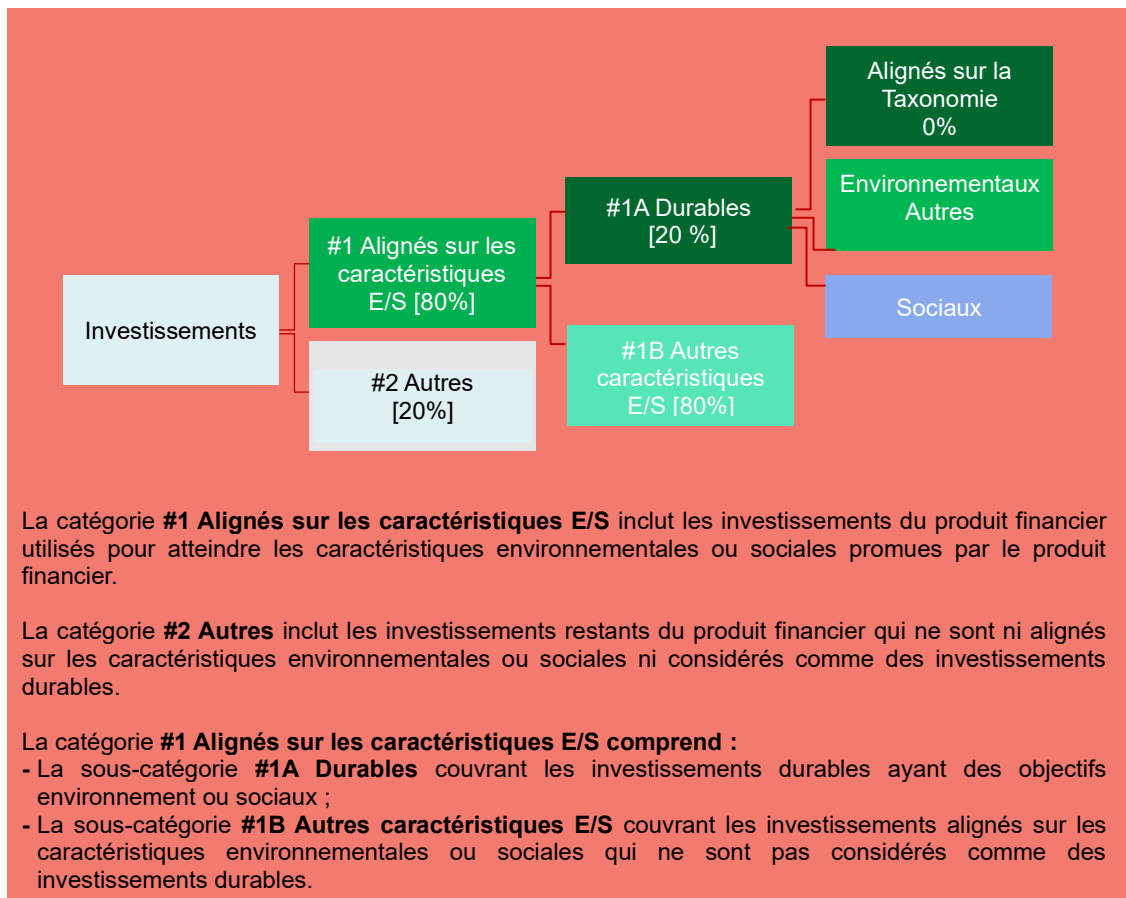 Alignés sur la
Taxonomie
0%
Environnementaux
Autres
#1A Durables
[20 %]
#1 Alignés sur les
caractéristiques
E/S [80%]
Sociaux
Investissements
#1B Autres
caractéristiques
E/S [80%]
#2 Autres
[20%]
La catégorie #1 Alignés sur les caractéristiques E/S inclut les investissements du produit financier
utilisés pour atteindre les caractéristiques environnementales ou sociales promues par le produit
financier.
La catégorie #2 Autres inclut les investissements restants du produit financier qui ne sont ni alignés
sur les caractéristiques environnementales ou sociales ni considérés comme des investissements
durables.
La catégorie #1 Alignés sur les caractéristiques E/S comprend :
- La sous-catégorie #1A Durables couvrant les investissements durables ayant des objectifs
environnement ou sociaux ;
- La sous-catégorie #1B Autres caractéristiques E/S couvrant les investissements alignés sur les
caractéristiques environnementales ou sociales qui ne sont pas considérés comme des
investissements durables.